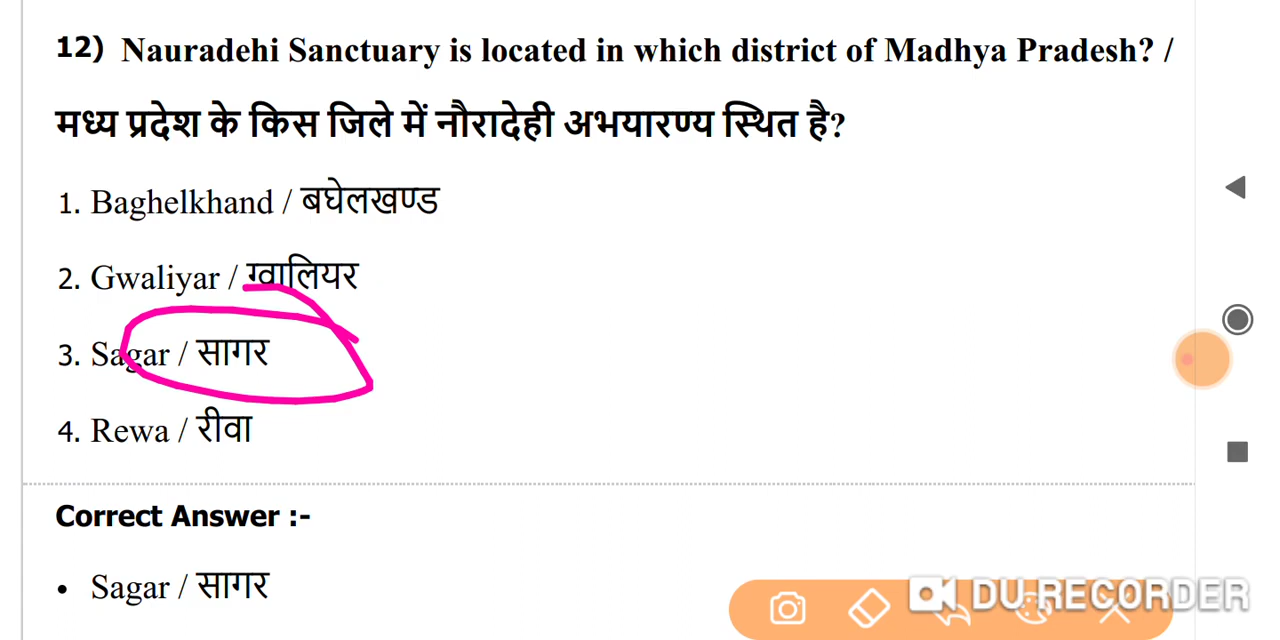 12) Nauradehi Sanctuary is located in which district of Madhya Pradesh? /
मध्य प्रदेश के किस जिले में नौरादेही अभयारण्य स्थित है?
1. Baghelkhand / बघेलखण्ड
2. Gwaliyar / ग्वालियर
3. Sagar / सागर
4. Rewa / रीवा
Correct Answer :-
• Sagar / सागर
DU RECORDER